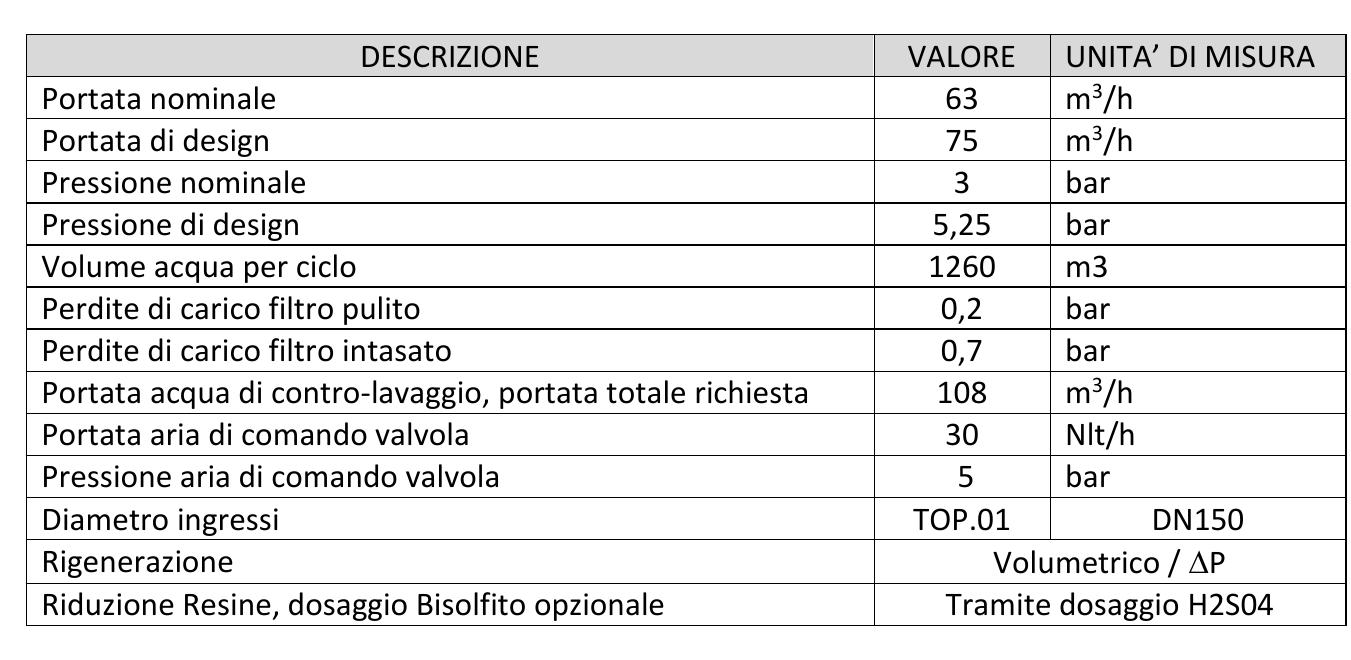 DESCRIZIONE VALORE UNITA’ DI MISURA
Portata nominale 63 m³/h
Portata di design 75 m³/h
Pressione nominale 3 bar
Pressione di design 5,25 bar
Volume acqua per ciclo 1260 m3
Perdite di carico filtro pulito 0,2 bar
Perdite di carico filtro intasato 0,7 bar
Portata acqua di contro-lavaggio, portata totale richiesta 108 m³/h
Portata aria di comando valvola 30 Nlt/h
Pressione aria di comando valvola 5 bar
Diametro ingressi TOP.01 DN150
Rigenerazione Volumetrico / ∆P
Riduzione Resine, dosaggio Bisolfito opzionale Tramite dosaggio H2S04